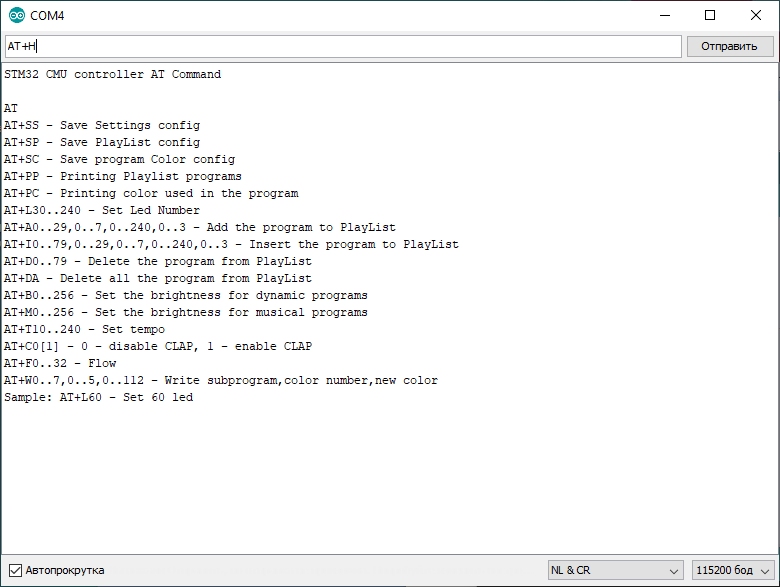 COM4
AT+H
Отправить
STM32 CMU controller AT Command
AT
AT+SS - Save Settings config
AT+SP - Save PlayList config
AT+SC - Save program Color config
AT+PP - Printing Playlist programs
AT+PC - Printing color used in the program
AT+L30..240 - Set Led Number
AT+A0..29,0..7,0..240,0..3 - Add the program to PlayList
AT+I0..79,0..29,0..7,0..240,0..3 - Insert the program to PlayList
AT+D0..79 - Delete the program from PlayList
AT+DA - Delete all the program from PlayList
AT+B0..256 - Set the brightness for dynamic programs
AT+M0..256 - Set the brightness for musical programs
AT+T10..240 - Set tempo
AT+C0[1] - 0 - disable CLAP, 1 - enable CLAP
AT+F0..32 - Flow
AT+W0..7,0..5,0..112 - Write subprogram,color number,new color
Sample: AT+L60 - Set 60 led
Автопрокрутка
NL & CR
115200 бод